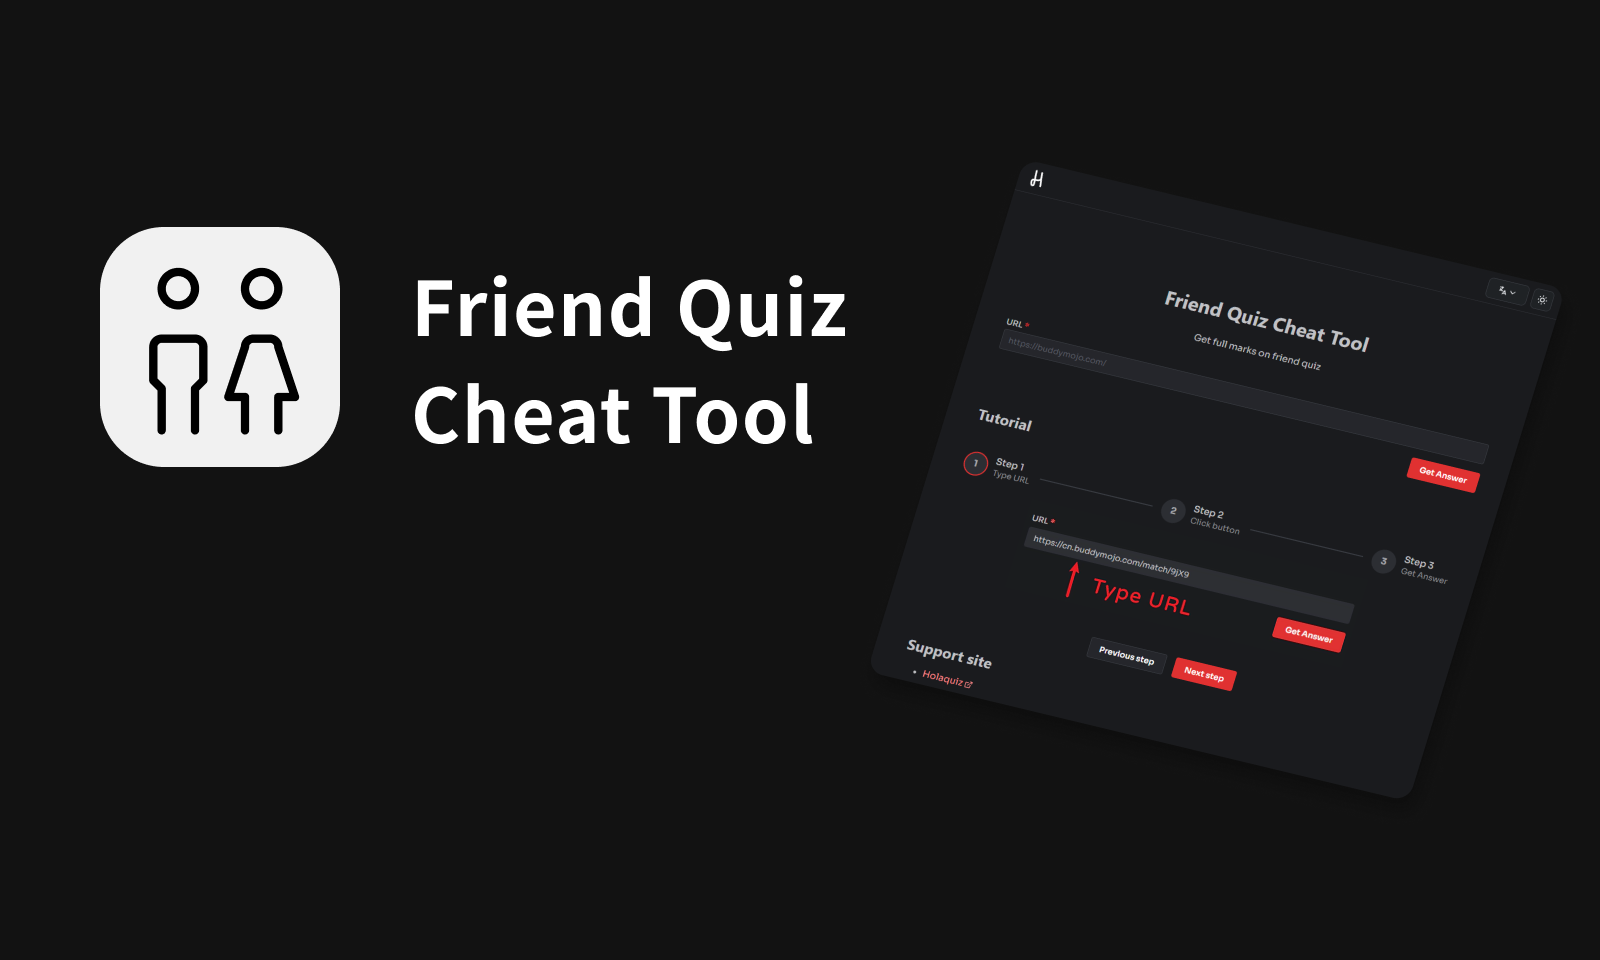 Friend Quiz
Cheat Tool
Friend Quiz Cheat Tool
Get full marks on friend quiz
URL *
https://buddymojo.com/
Get Answer
Tutorial
1
Step 1
Type URL
2
Step 2
Click button
3
Step 3
Get Answer
URL *
https://cn.buddymojo.com/match/9jX9
Type URL
Get Answer
Previous step
Next step
Support site
• Holaquiz